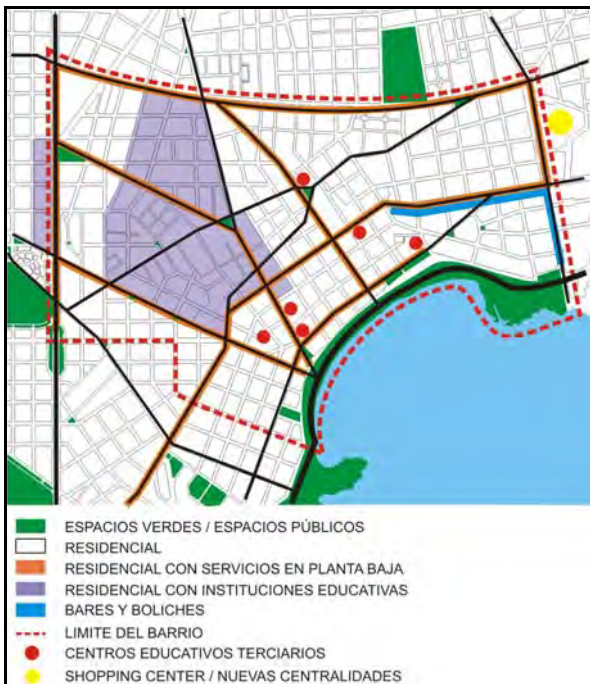 ESPACIOS VERDES / ESPACIOS PÚBLICOS
RESIDENCIAL
RESIDENCIAL CON SERVICIOS EN PLANTA BAJA
RESIDENCIAL CON INSTITUCIONES EDUCATIVAS
BARES Y BOLICHES
LIMITE DEL BARRIO
CENTROS EDUCATIVOS TERCIARIOS
SHOPPING CENTER / NUEVAS CENTRALIDADES